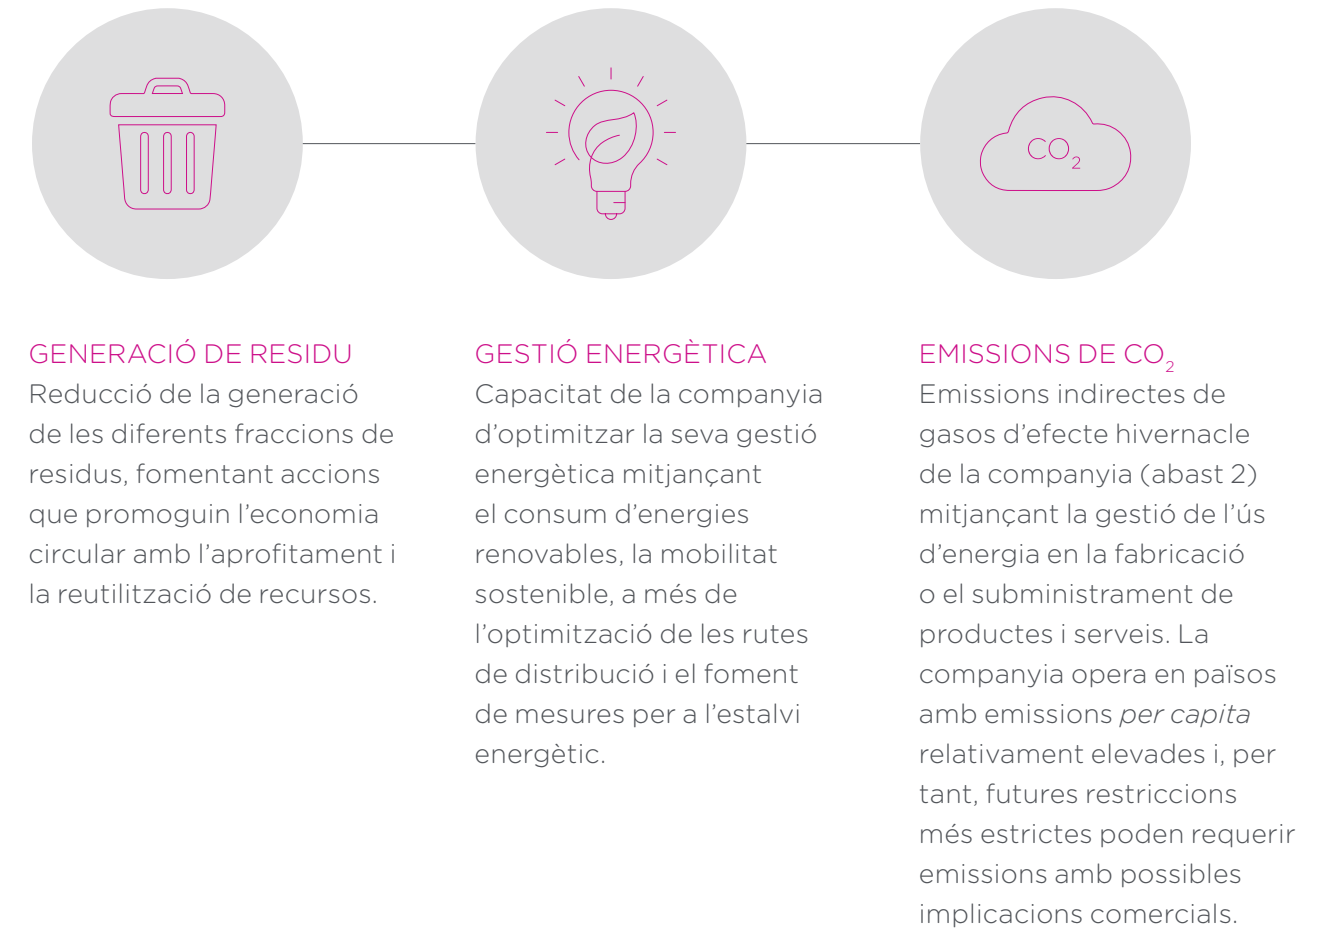 CO₂
GENERACIÓ DE RESIDU
Reducció de la generació
de les diferents fraccions de
residus, fomentant accions
que promoguin l’economia
circular amb l’aprofitament i
la reutilització de recursos.
GESTIÓ ENERGÈTICA
Capacitat de la companyia
d’optimitzar la seva gestió
energètica mitjançant
el consum d’energies
renovables, la mobilitat
sostenible, a més de
l’optimització de les rutes
de distribució i el foment
de mesures per a l’estalvi
energètic.
EMISSIONS DE CO₂
Emissions indirectes de
gasos d’efecte hivernacle
de la companyia (abast 2)
mitjançant la gestió de l’ús
d’energia en la fabricació
o el subministrament de
productes i serveis. La
companyia opera en països
amb emissions per capita
relativament elevades i, per
tant, futures restriccions
més estrictes poden requerir
emissions amb possibles
implicacions comercials.